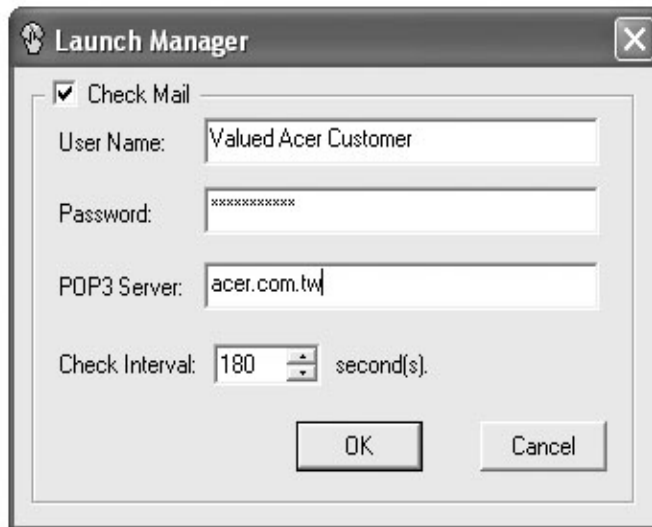 Launch Manager
Check Mail
User Name: Valued Acer Customer
Password: ***********
POP3 Server: acer.com.tw
Check Interval: 180 second(s).
OK Cancel